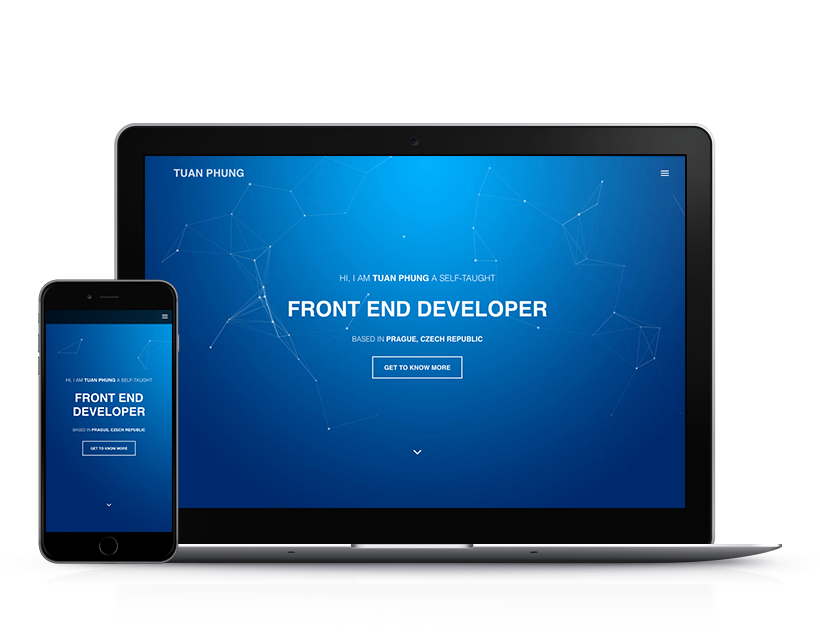 TUAN PHUNG
HI, I AM TUAN PHUNG A SELF-TAUGHT
FRONT END DEVELOPER
BASED IN PRAGUE, CZECH REPUBLIC
GET TO KNOW MORE
HI, I AM TUAN PHUNG A SELF-TAUGHT
FRONT END
DEVELOPER
BASED IN PRAGUE, CZECH REPUBLIC
GET TO KNOW MORE